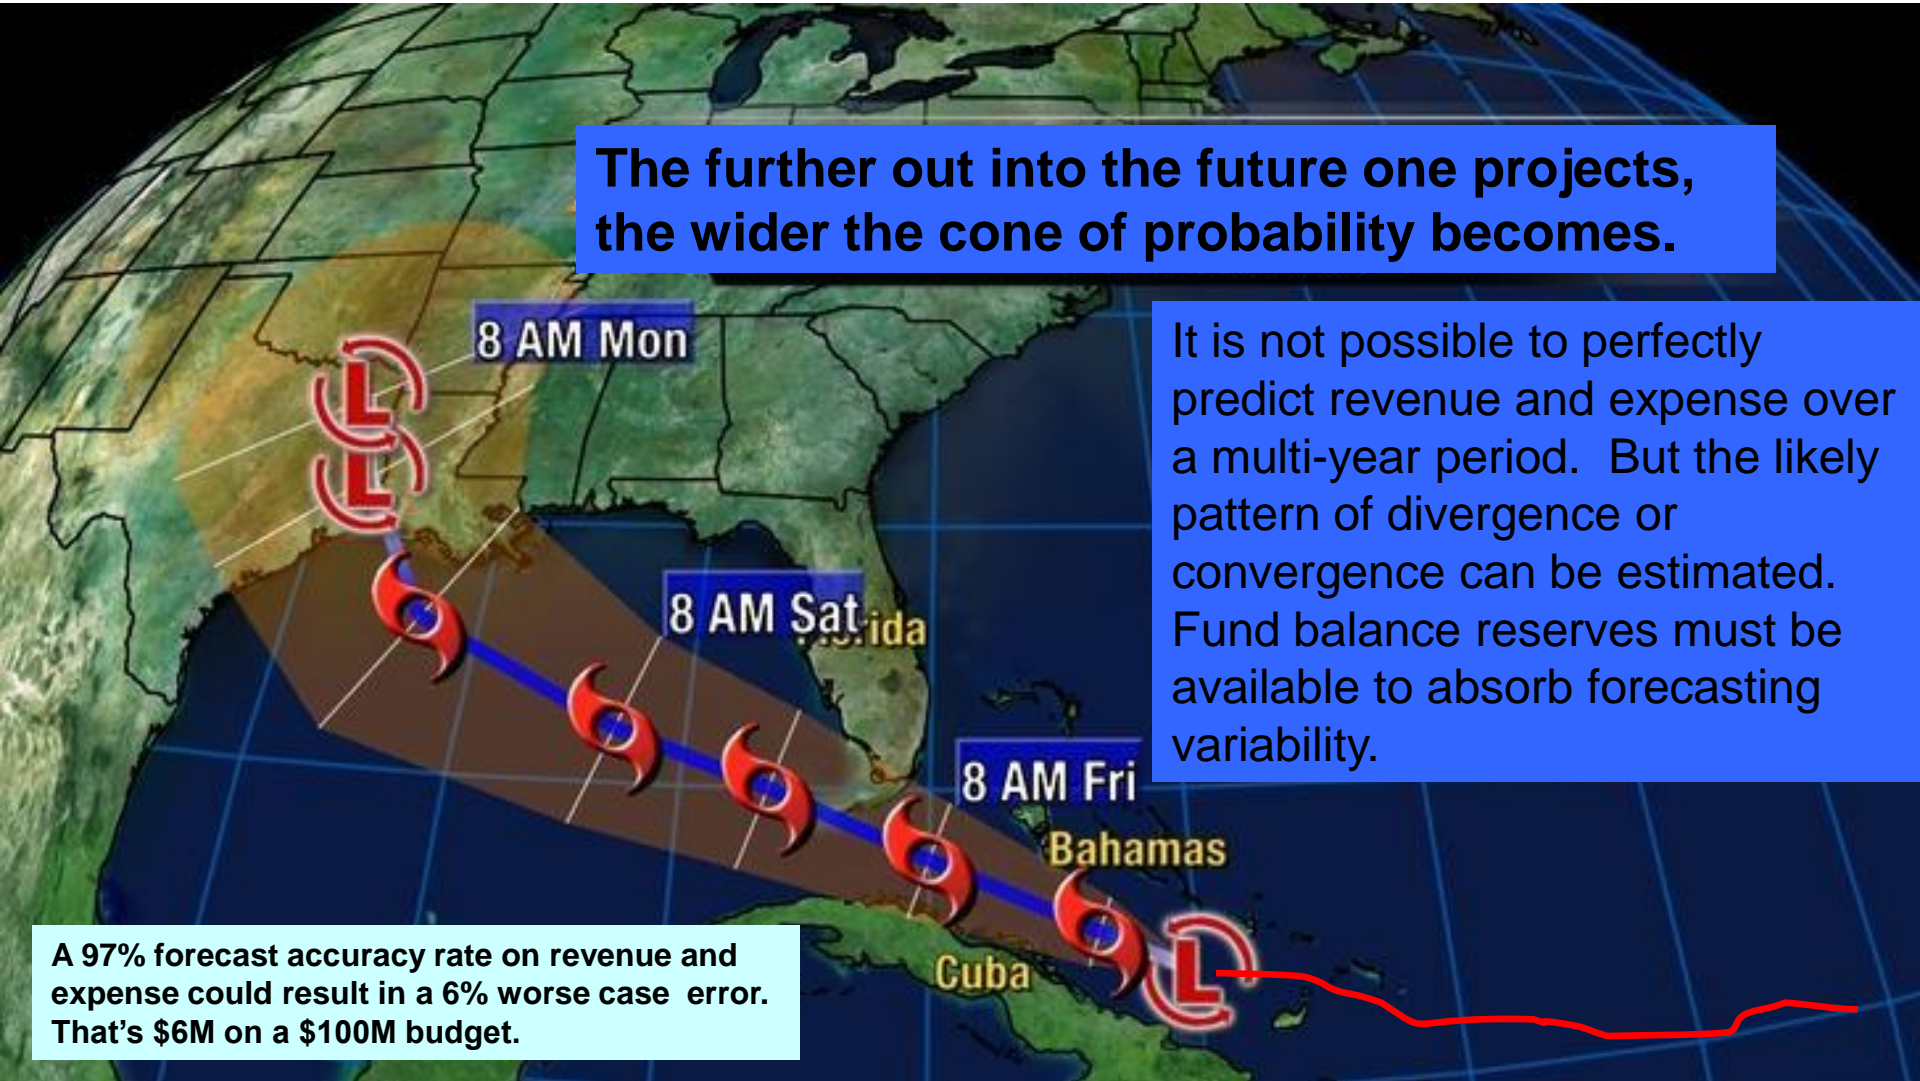 The further out into the future one projects,
the wider the cone of probability becomes.
8 AM Mon
It is not possible to perfectly
predict revenue and expense over
a multi-year period.  But the likely
pattern of divergence or
convergence can be estimated.
Fund balance reserves must be
available to absorb forecasting
variability.
L
L
8 AM Sat
Florida
8 AM Fri
Bahamas
Cuba
L
A 97% forecast accuracy rate on revenue and
expense could result in a 6% worse case  error.
That's $6M on a $100M budget.